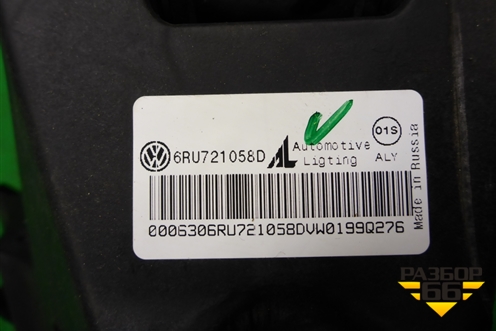 6RU721058D
Automotive
Ligting
01S
ALY
Made in Russia
0006306RU721058DVW0199Q276
РАЗБОР
66